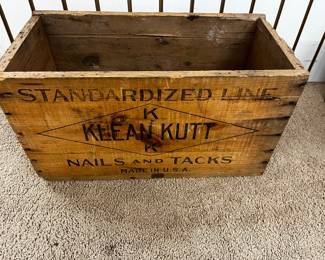 STANDARDIZED LINE
K
KLEAN KUTT
K
NAILS AND TACKS
MADE IN U.S.A.